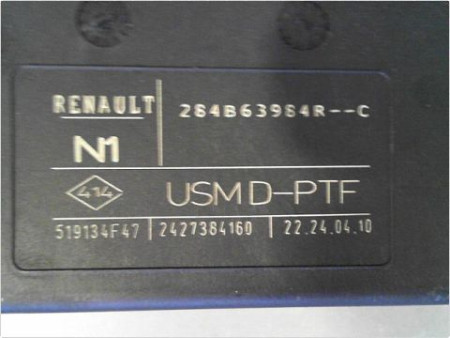 RENAULT 284B63984R--C
N1
414 USM D-PTF
519134F47 2427384160 22.24.04.10